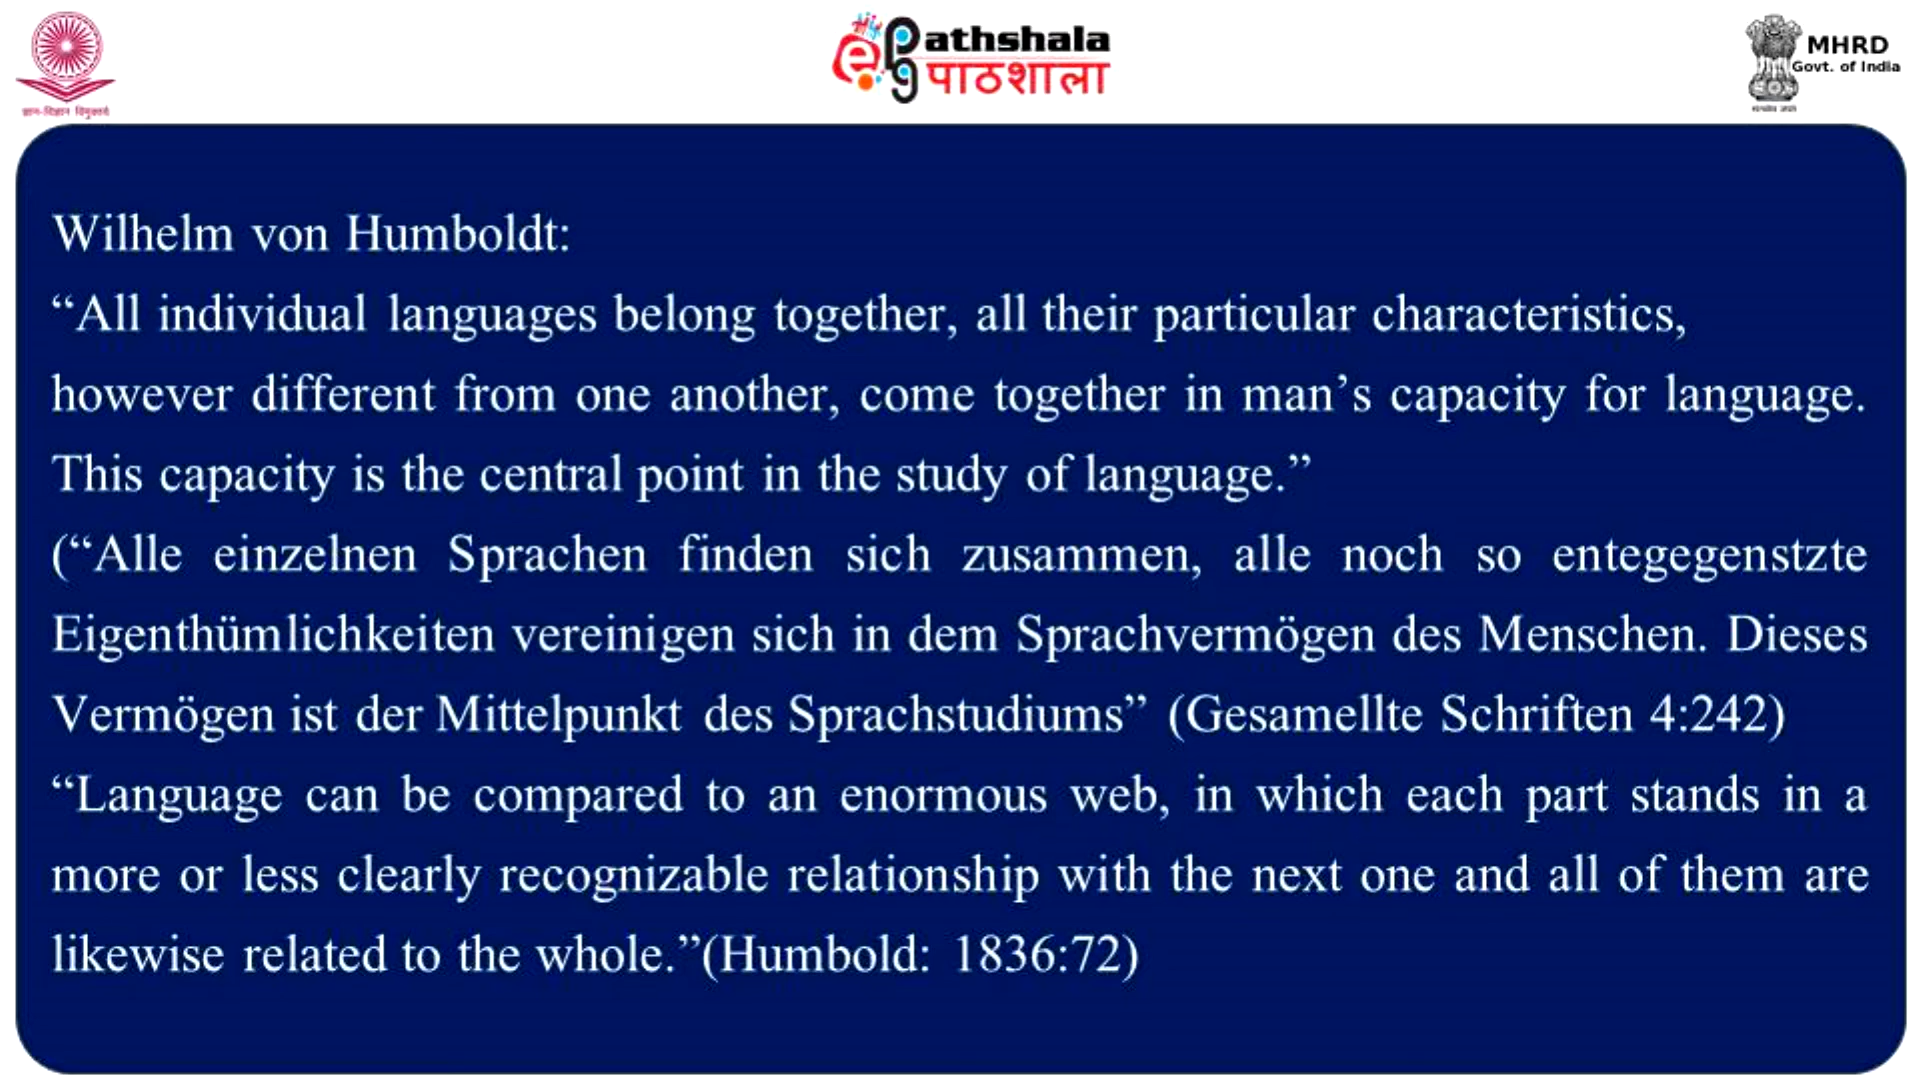 ज्ञान-विज्ञान विमुक्तये
Pathshala
पाठशाला
MHRD
Govt. of India
सत्यमेव जयते
Wilhelm von Humboldt:
“All individual languages belong together, all their particular characteristics,
however different from one another, come together in man’s capacity for language.
This capacity is the central point in the study of language.”
(“Alle einzelnen Sprachen finden sich zusammen, alle noch so entegegenstzte
Eigenthümlichkeiten vereinigen sich in dem Sprachvermögen des Menschen. Dieses
Vermögen ist der Mittelpunkt des Sprachstudiums” (Gesamellte Schriften 4:242)
“Language can be compared to an enormous web, in which each part stands in a
more or less clearly recognizable relationship with the next one and all of them are
likewise related to the whole.”(Humbold: 1836:72)